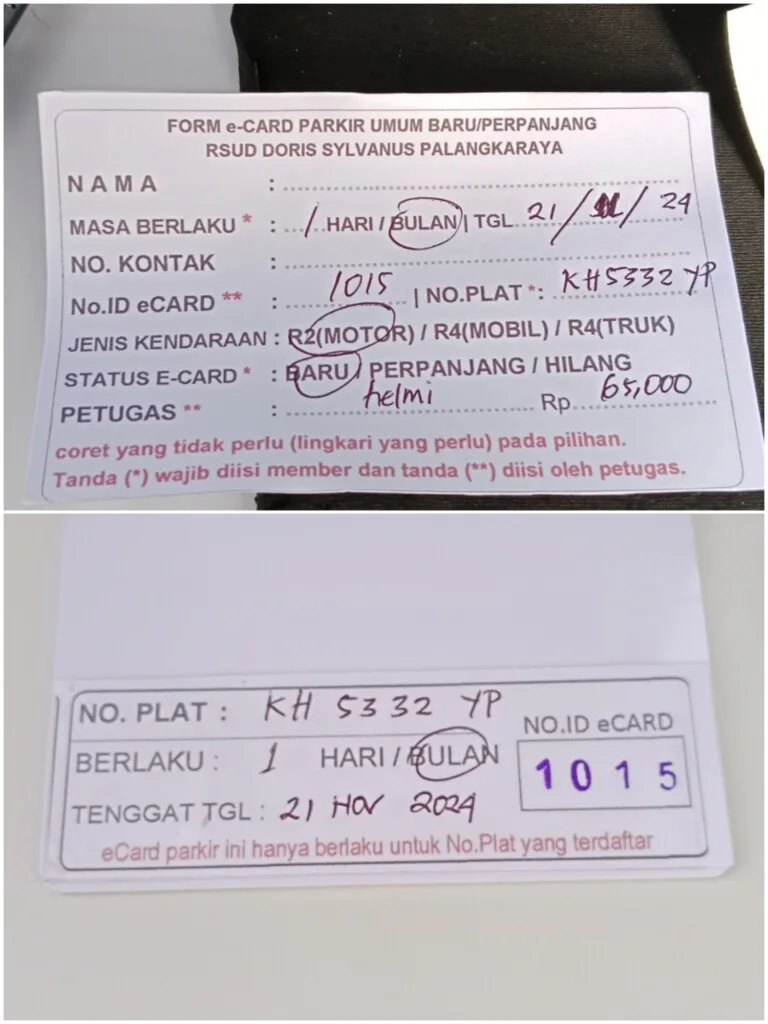 FORM e-CARD PARKIR UMUM BARU/PERPANJANG
RSUD DORIS SYLVANUS PALANGKARAYA
N A M A :
MASA BERLAKU * : 1 HARI / BULAN | TGL 21 / 11 / 24
NO. KONTAK :
No.ID eCARD ** : 1015 | NO.PLAT *: KH 5332 YP
JENIS KENDARAAN : R2(MOTOR) / R4(MOBIL) / R4(TRUK)
STATUS E-CARD * : BARU / PERPANJANG / HILANG
PETUGAS ** : helmi Rp. 65,000
coret yang tidak perlu (lingkari yang perlu) pada pilihan.
Tanda (*) wajib diisi member dan tanda (**) diisi oleh petugas.
NO. PLAT : KH 5332 YP
BERLAKU : 1 HARI / BULAN
TENGGAT TGL : 21 Nov 2024
NO.ID eCARD
1015
eCard parkir ini hanya berlaku untuk No.Plat yang terdaftar